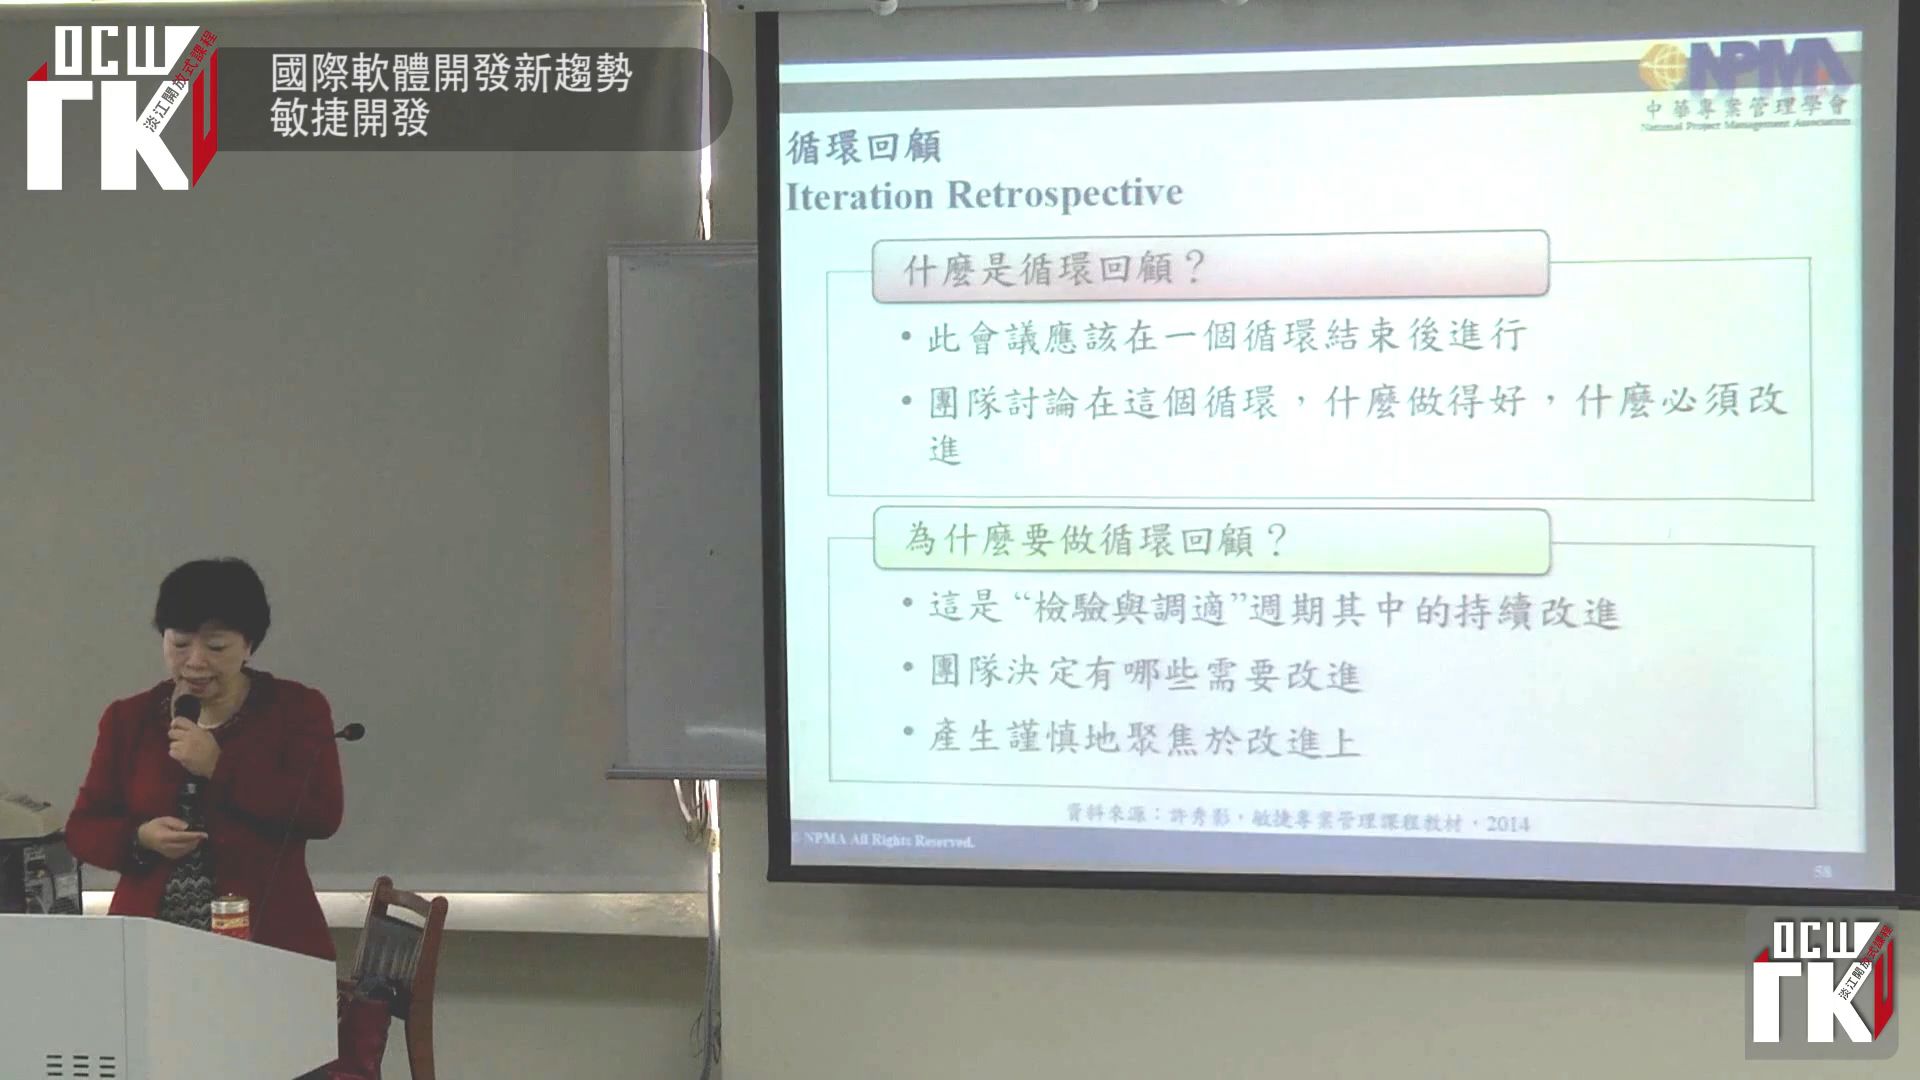 OCW
TKU
淡江開放式課程
國際軟體開發新趨勢
敏捷開發
NPMA
中華專案管理學會
National Project Management Association
循環回顧
Iteration Retrospective
什麼是循環回顧？
•此會議應該在一個循環結束後進行
•團隊討論在這個循環，什麼做得好，什麼必須改
進
為什麼要做循環回顧？
•這是“檢驗與調適”週期其中的持續改進
•團隊決定有哪些需要改進
•產生謹慎地聚焦於改進上
資料來源：許秀影，敏捷專案管理課程教材，2014
© NPMA All Rights Reserved.
58
OCW
TKU
淡江開放式課程